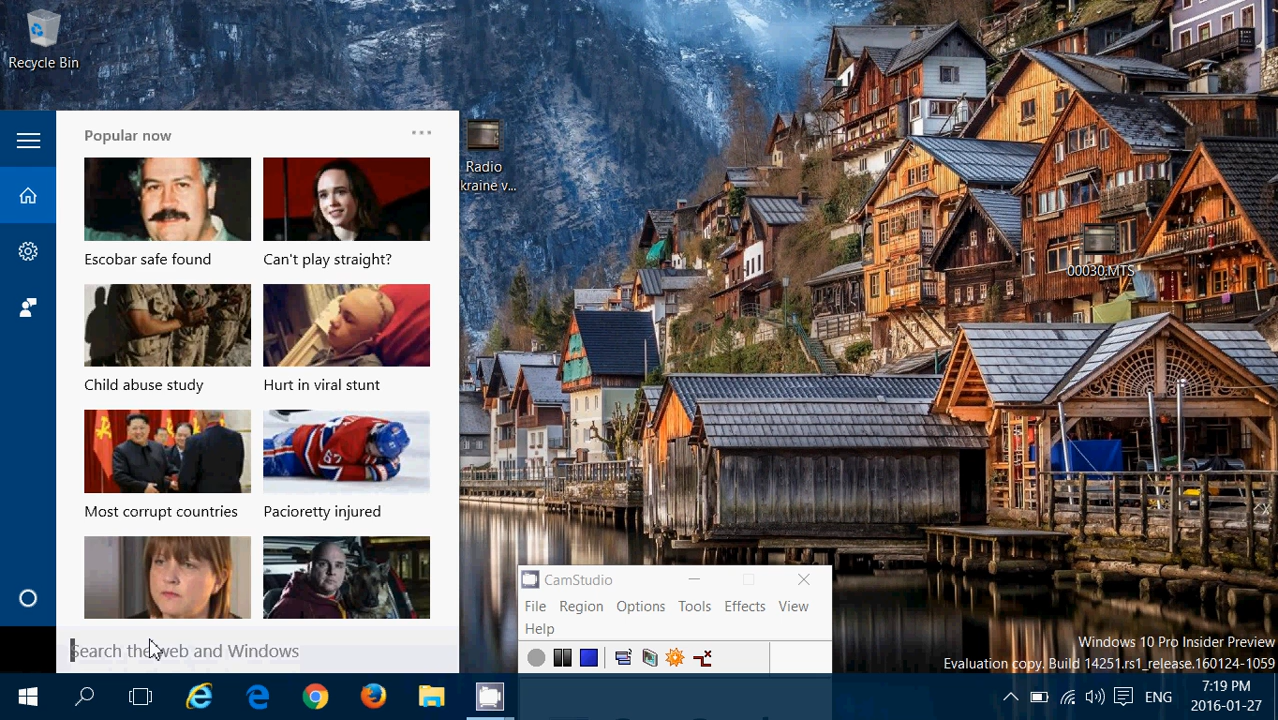 Recycle Bin
Popular now
Escobar safe found
Can't play straight?
Child abuse study
Hurt in viral stunt
Most corrupt countries
Pacioretty injured
Search the web and Windows
Radio
kraine v...
00030.MTS
CamStudio
File Region Options Tools Effects View
Help
Windows 10 Pro Insider Preview
Evaluation copy. Build 14251.rs1_release.160124-1059
ENG
7:19 PM
2016-01-27